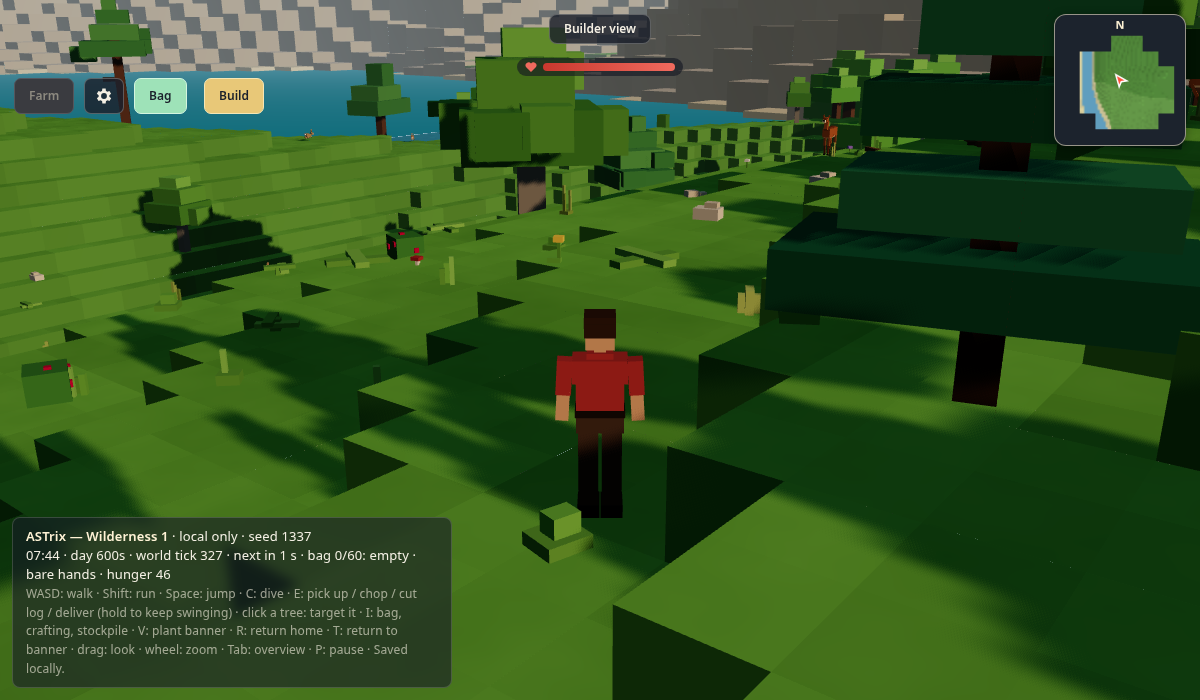 Builder view
N
Farm
Bag
Build
ASTrix — Wilderness 1 · local only · seed 1337
07:44 · day 600s · world tick 327 · next in 1 s · bag 0/60: empty ·
bare hands · hunger 46
WASD: walk · Shift: run · Space: jump · C: dive · E: pick up / chop / cut
log / deliver (hold to keep swinging) · click a tree: target it · I: bag,
crafting, stockpile · V: plant banner · R: return home · T: return to
banner · drag: look · wheel: zoom · Tab: overview · P: pause · Saved
locally.